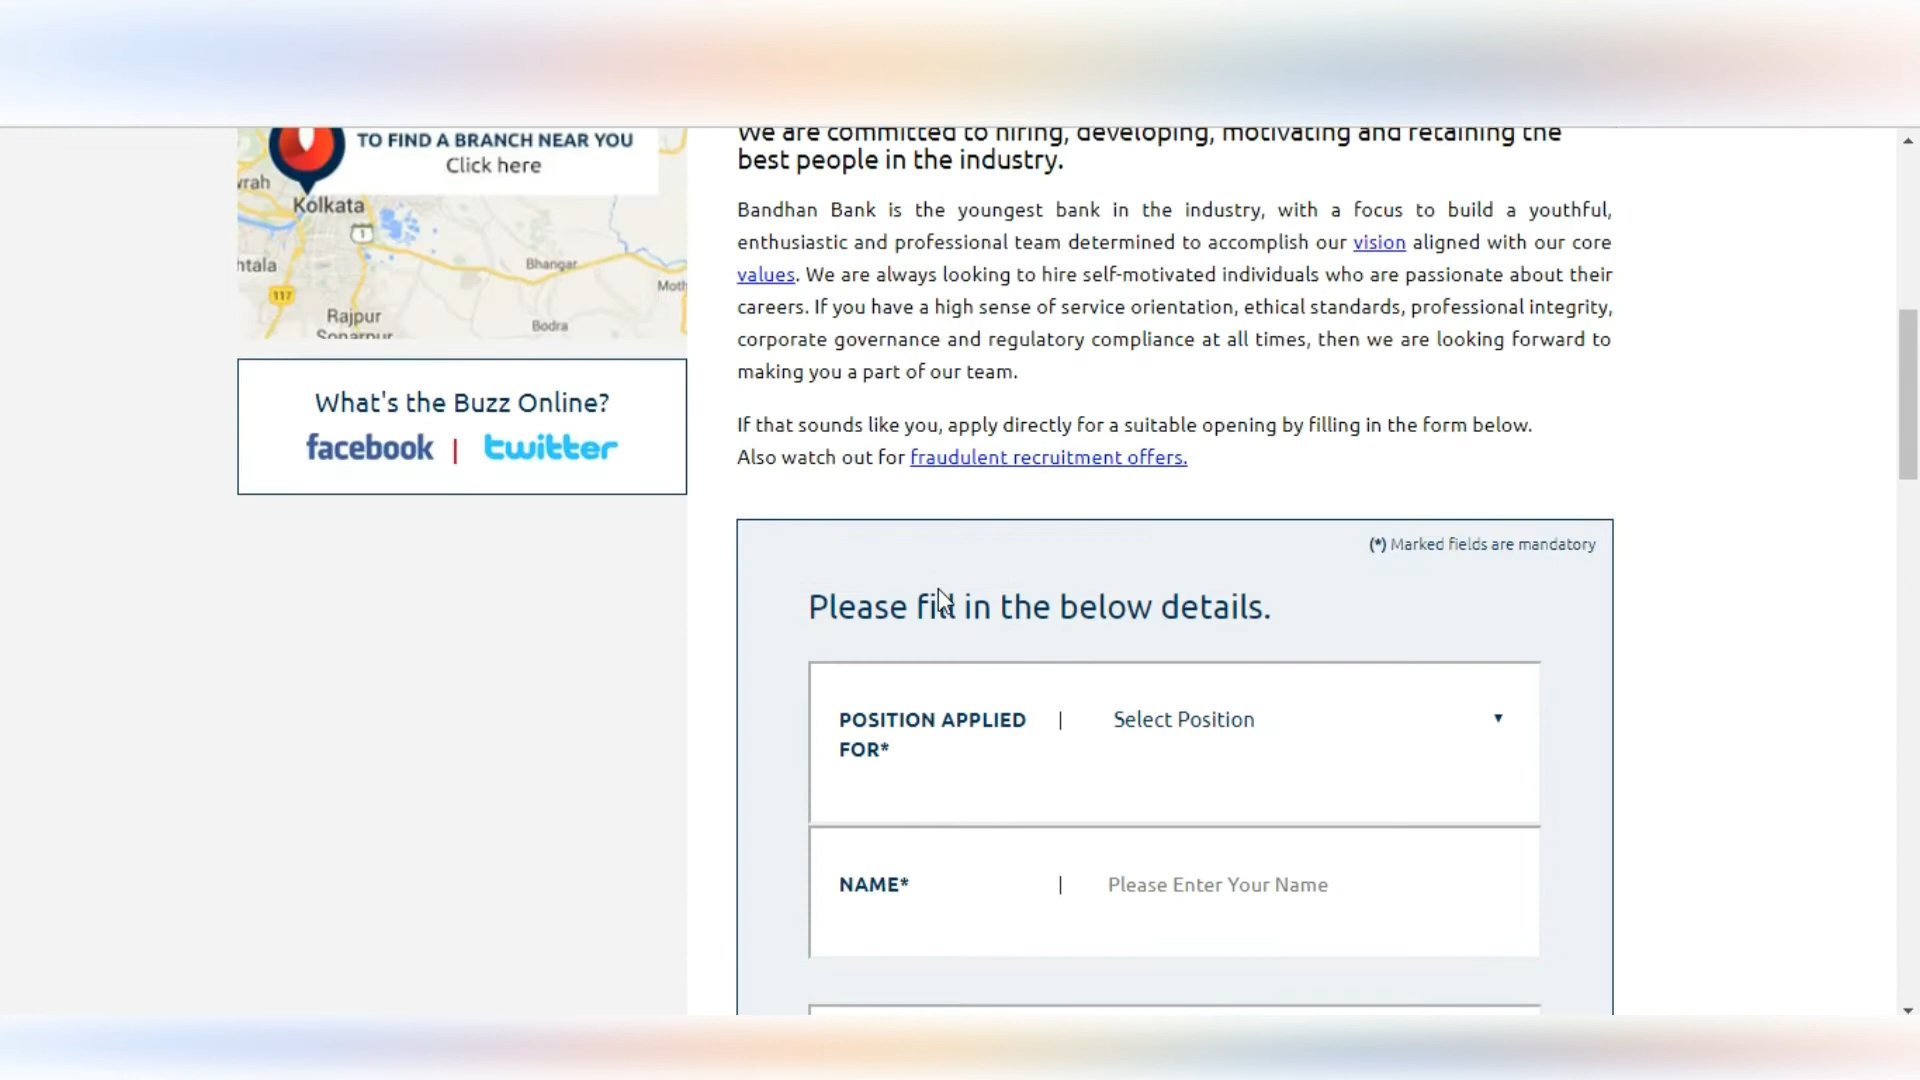 TO FIND A BRANCH NEAR YOU
Click here
Kolkata
1
Bhangar
117
Rajpur
Bodra
What's the Buzz Online?
facebook | twitter
We are committed to hiring, developing, motivating and retaining the
best people in the industry.
Bandhan Bank is the youngest bank in the industry, with a focus to build a youthful,
enthusiastic and professional team determined to accomplish our vision aligned with our core
values. We are always looking to hire self-motivated individuals who are passionate about their
careers. If you have a high sense of service orientation, ethical standards, professional integrity,
corporate governance and regulatory compliance at all times, then we are looking forward to
making you a part of our team.
If that sounds like you, apply directly for a suitable opening by filling in the form below.
Also watch out for fraudulent recruitment offers.
(*) Marked fields are mandatory
Please fill in the below details.
POSITION APPLIED | Select Position
FOR*
NAME* | Please Enter Your Name